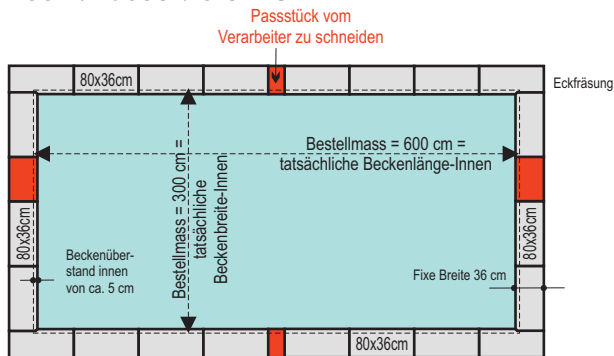 Passstück vom
Verarbeiter zu schneiden
80x36cm
Eckfräsung
Bestellmass = 600 cm =
tatsächliche Beckenlänge-Innen
Bestellmass = 300 cm =
tatsächliche
Beckenbreite-Innen
80x36cm
80x36cm
Beckenüber-
stand innen
von ca. 5 cm
Fixe Breite 36 cm
80x36cm